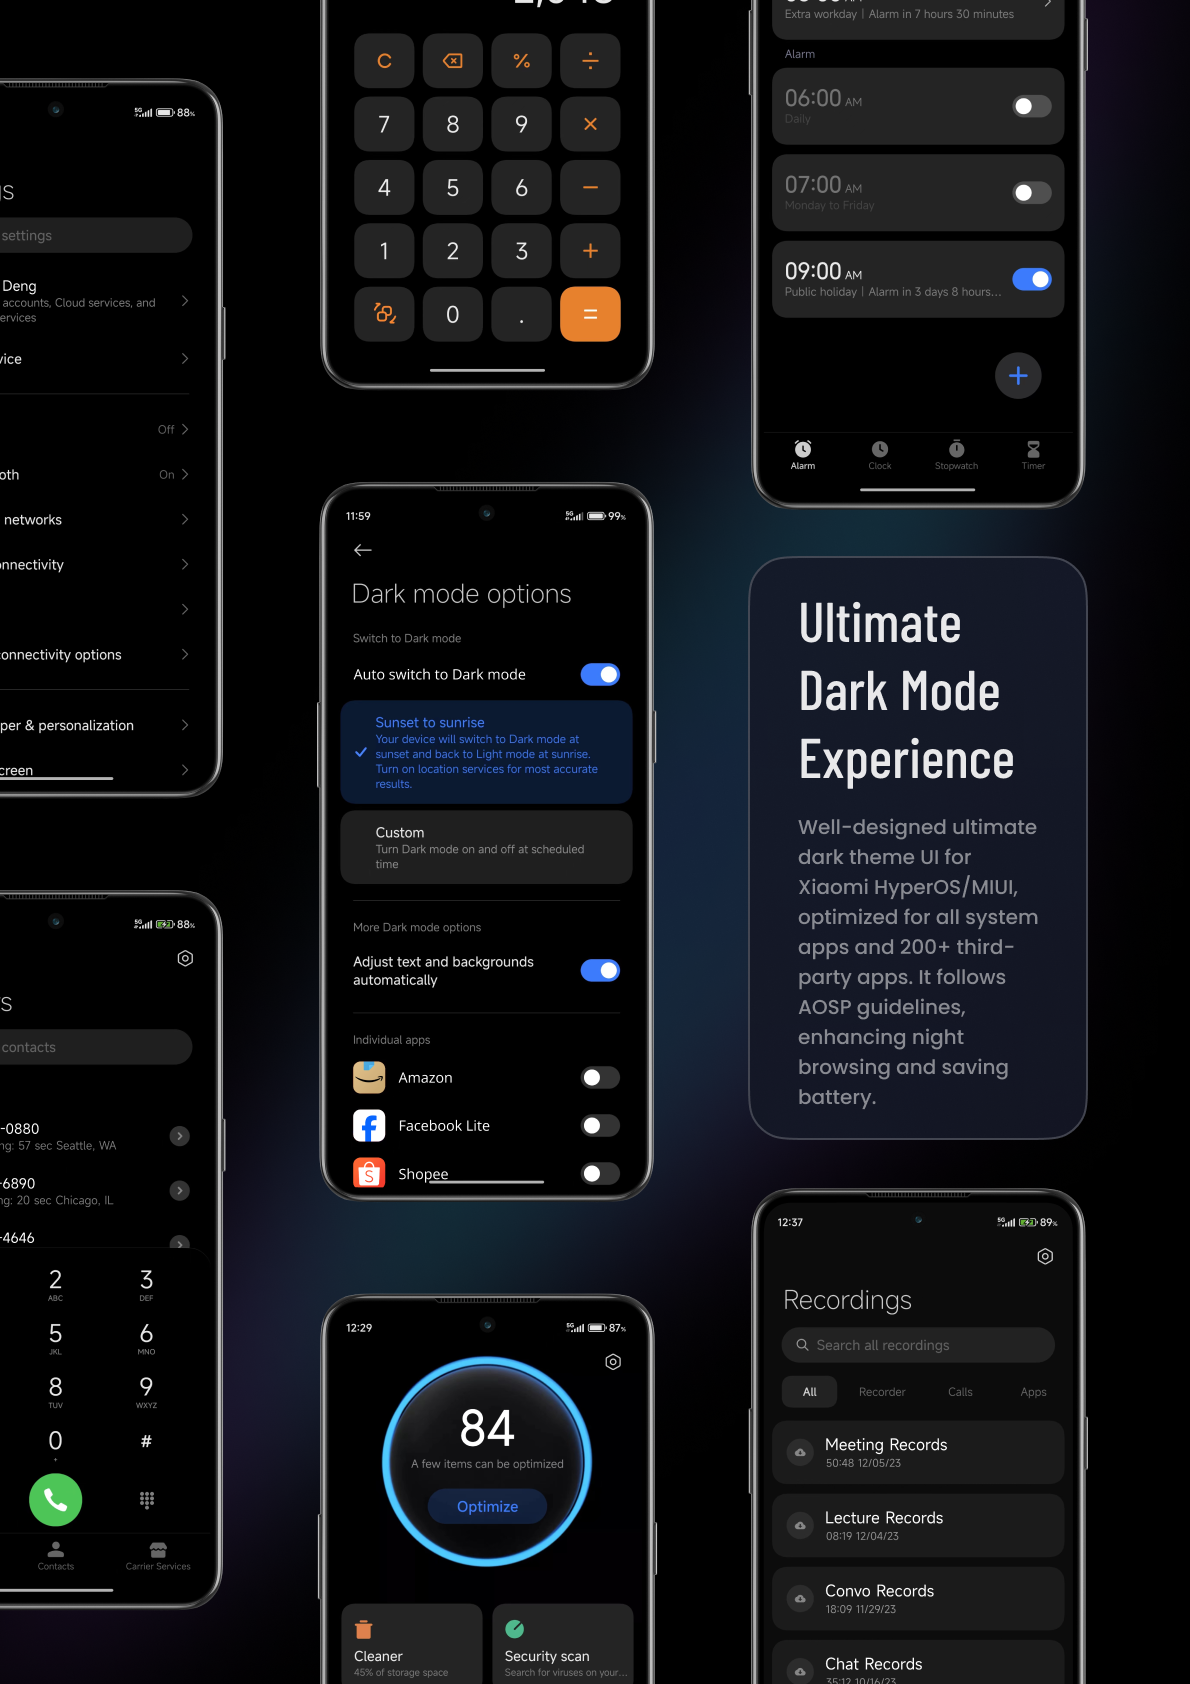 5G 88%
settings
Deng
accounts, Cloud services, and
Off
On
networks
connectivity options
& personalization
5G 88%
contacts
-0880
57 sec Seattle, WA
-6890
20 sec Chicago, IL
-4646
2 3
ABC DEF
5 6
JKL MNO
8 9
TUV WXYZ
0 #
+
Contacts Carrier Services
C % ÷
7 8 9 ×
4 5 6 −
1 2 3 +
0 . =
11:59 5G 99%
Dark mode options
Switch to Dark mode
Auto switch to Dark mode
Sunset to sunrise
Your device will switch to Dark mode at
sunset and back to Light mode at sunrise.
Turn on location services for most accurate
results.
Custom
Turn Dark mode on and off at scheduled
time
More Dark mode options
Adjust text and backgrounds
automatically
Individual apps
Amazon
Facebook Lite
Shopee
12:29 5G 87%
84
A few items can be optimized
Optimize
Cleaner
45% of storage space
Security scan
Search for viruses on your...
Extra workday | Alarm in 7 hours 30 minutes
Alarm
06:00 AM
Daily
07:00 AM
Monday to Friday
09:00 AM
Public holiday | Alarm in 3 days 8 hours...
Alarm Clock Stopwatch Timer
Ultimate
Dark Mode
Experience
Well-designed ultimate
dark theme UI for
Xiaomi HyperOS/MIUI,
optimized for all system
apps and 200+ third-
party apps. It follows
AOSP guidelines,
enhancing night
browsing and saving
battery.
12:37 5G 89%
Recordings
Search all recordings
All Recorder Calls Apps
Meeting Records
50:48 12/05/23
Lecture Records
08:19 12/04/23
Convo Records
18:09 11/29/23
Chat Records
35:12 10/16/23